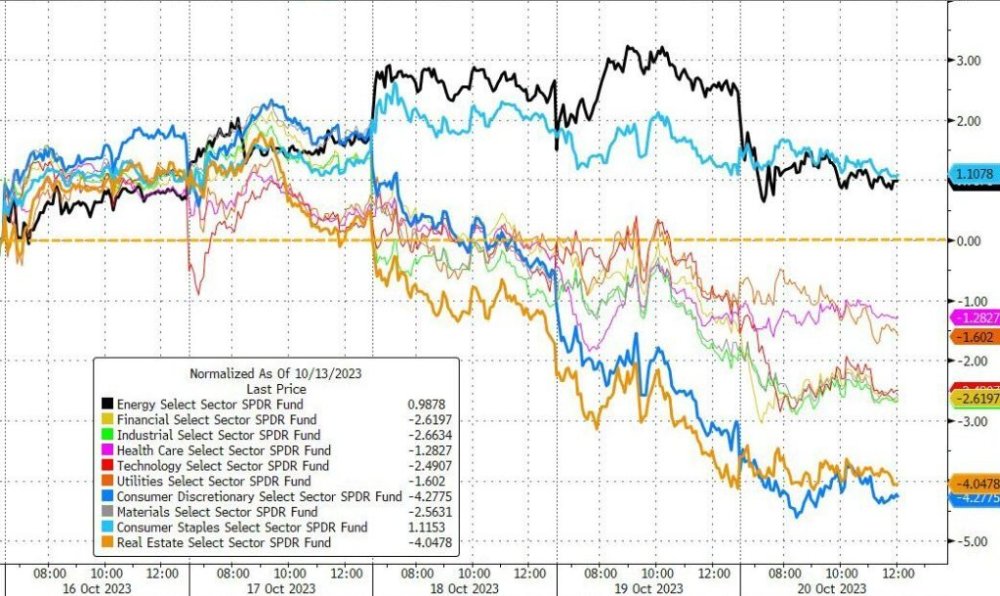 3.00
2.00
1.1078
0.00
-1.00
-1.2827
-1.602
-2.00
-2.6197
-3.00
-4.0478
-4.2775
-5.00
Normalized As Of 10/13/2023
Last Price
Energy Select Sector SPDR Fund 0.9878
Financial Select Sector SPDR Fund -2.6197
Industrial Select Sector SPDR Fund -2.6634
Health Care Select Sector SPDR Fund -1.2827
Technology Select Sector SPDR Fund -2.4907
Utilities Select Sector SPDR Fund -1.602
Consumer Discretionary Select Sector SPDR Fund -4.2775
Materials Select Sector SPDR Fund -2.5631
Consumer Staples Select Sector SPDR Fund 1.1153
Real Estate Select Sector SPDR Fund -4.0478
08:00 10:00 12:00 08:00 10:00 12:00 08:00 10:00 12:00 08:00 10:00 12:00 08:00 10:00 12:00
16 Oct 2023 17 Oct 2023 18 Oct 2023 19 Oct 2023 20 Oct 2023